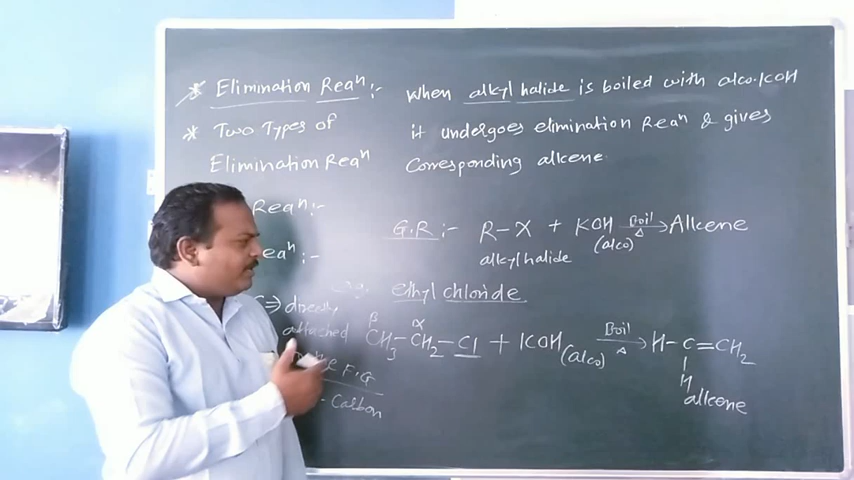 * Elimination Reaⁿ :-
* Two Types of
Elimination Reaⁿ
Reaⁿ :-
eaⁿ :-
C ⇒ directly
attached
the F.G
- Carbon
When alkyl halide is boiled with alco. KOH
it undergoes elimination Reaⁿ & gives
Corresponding alkene.
G.R :- R-X + KOH (alco) Boil Δ → Alkene
alkyl halide
e.g. ethyl chloride
β α
CH₃-CH₂-Cl + KOH (alco) Boil Δ → H-C=CH₂
H
alkene